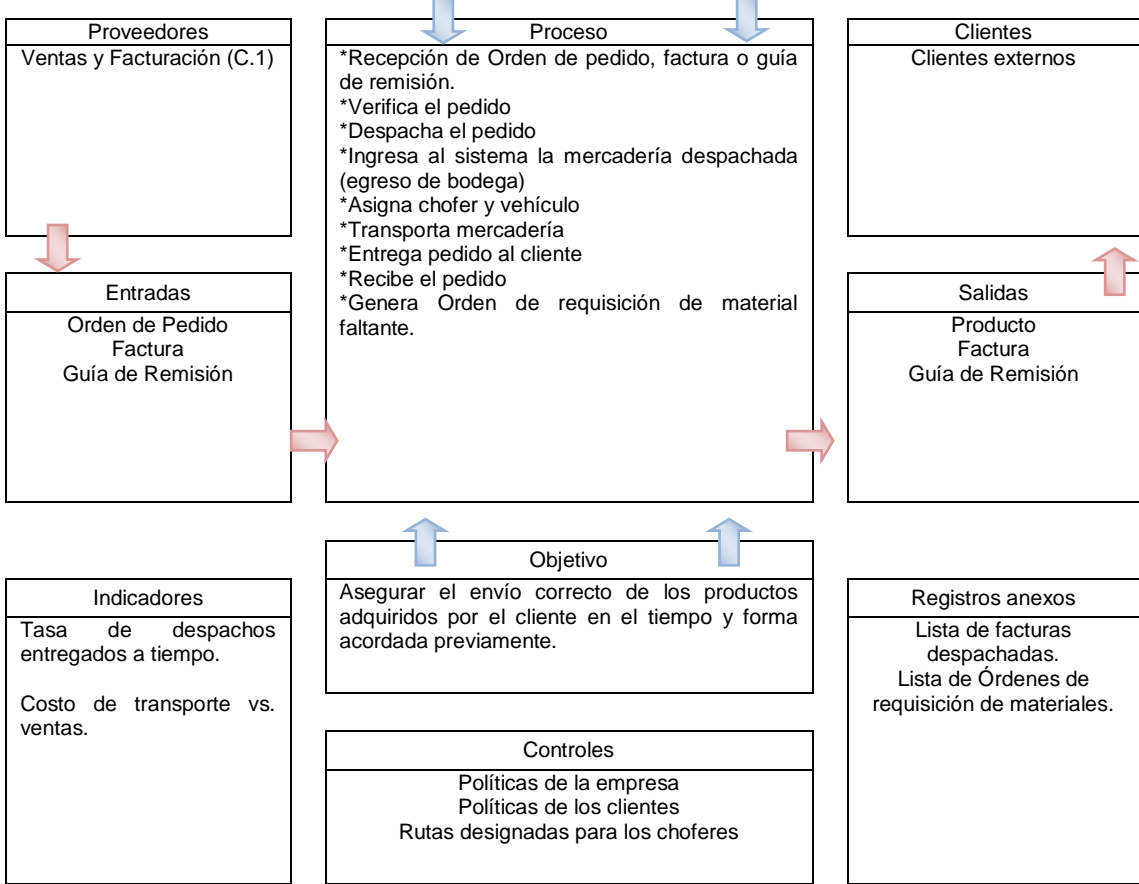 Proveedores
Ventas y Facturación (C.1)
Proceso
*Recepción de Orden de pedido, factura o guía
de remisión.
*Verifica el pedido
*Despacha el pedido
*Ingresa al sistema la mercadería despachada
(egreso de bodega)
*Asigna chofer y vehículo
*Transporta mercadería
*Entrega pedido al cliente
*Recibe el pedido
*Genera Orden de requisición de material
faltante.
Clientes
Clientes externos
Entradas
Orden de Pedido
Factura
Guía de Remisión
Salidas
Producto
Factura
Guía de Remisión
Indicadores
Tasa de despachos
entregados a tiempo.
Costo de transporte vs.
ventas.
Objetivo
Asegurar el envío correcto de los productos
adquiridos por el cliente en el tiempo y forma
acordada previamente.
Registros anexos
Lista de facturas
despachadas.
Lista de Órdenes de
requisición de materiales.
Controles
Políticas de la empresa
Políticas de los clientes
Rutas designadas para los choferes